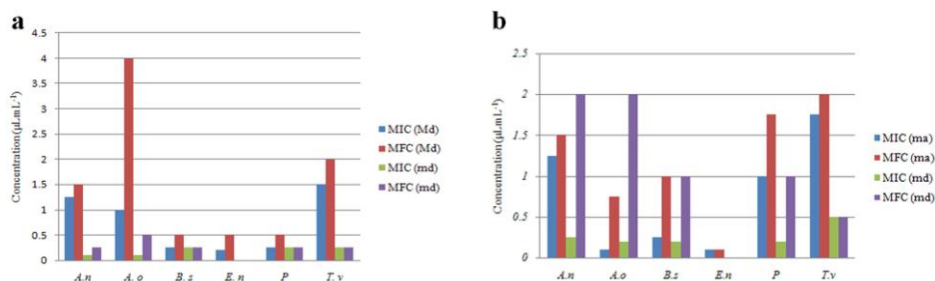 a
4.5
4
3.5
3
2.5
2
1.5
1
0.5
0
Concentration(µL.mL⁻¹)
A.n A. o B. s E. n P T. v
MIC (Md)
MFC (Md)
MIC (md)
MFC (md)
b
2.5
2
1.5
1
0.5
0
Concentration(µL.mL⁻¹)
A.n A.o B.s E.n P T.v
MIC (ma)
MFC (ma)
MIC (md)
MFC (md)